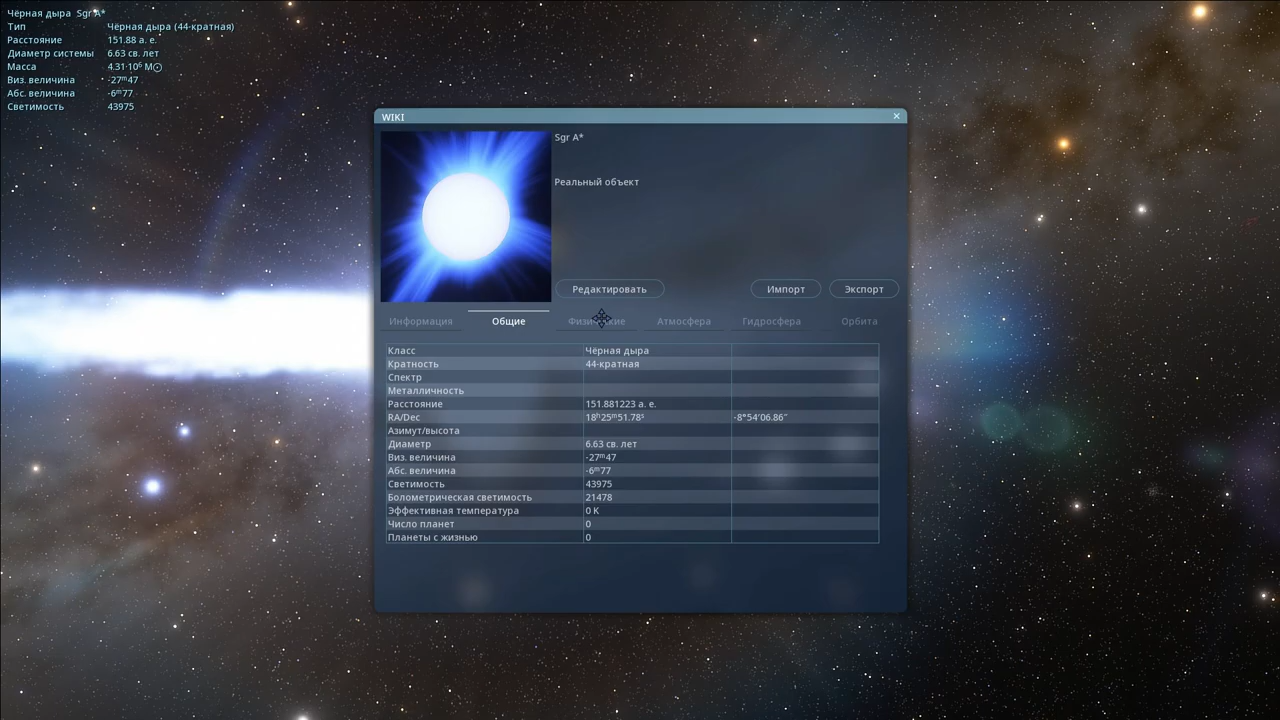 Чёрная дыра Sgr A*
Тип Чёрная дыра (44-кратная)
Расстояние 151.88 а. е.
Диаметр системы 6.63 св. лет
Масса 4.31·10⁶ M☉
Виз. величина -27ᵐ47
Абс. величина -6ᵐ77
Светимость 43975
WIKI
Sgr A*
Реальный объект
Редактировать Импорт Экспорт
Информация Общие Физические Атмосфера Гидросфера Орбита
Класс Чёрная дыра
Кратность 44-кратная
Спектр
Металличность
Расстояние 151.881223 а. е.
RA/Dec 18ʰ25ᵐ51.78ˢ -8°54′06.86″
Азимут/высота
Диаметр 6.63 св. лет
Виз. величина -27ᵐ47
Абс. величина -6ᵐ77
Светимость 43975
Болометрическая светимость 21478
Эффективная температура 0 K
Число планет 0
Планеты с жизнью 0